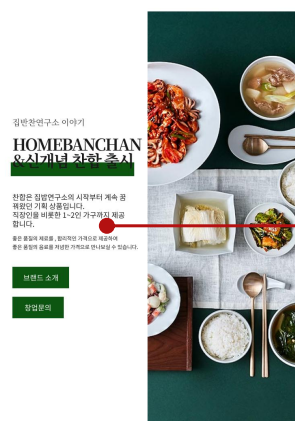 집반찬연구소 이야기
HOMEBANCHAN
&신개념 찬합 출시
찬합은 집밥연구소의 시작부터 계속 꿈
꿔왔던 기획 상품입니다.
직장인을 비롯한 1~2인 가구까지 제공
합니다.
좋은 품질의 재료를, 합리적인 가격으로 제공하여
좋은 품질의 음료를 저렴한 가격으로 만나보실 수 있습니다.
브랜드 소개
창업문의